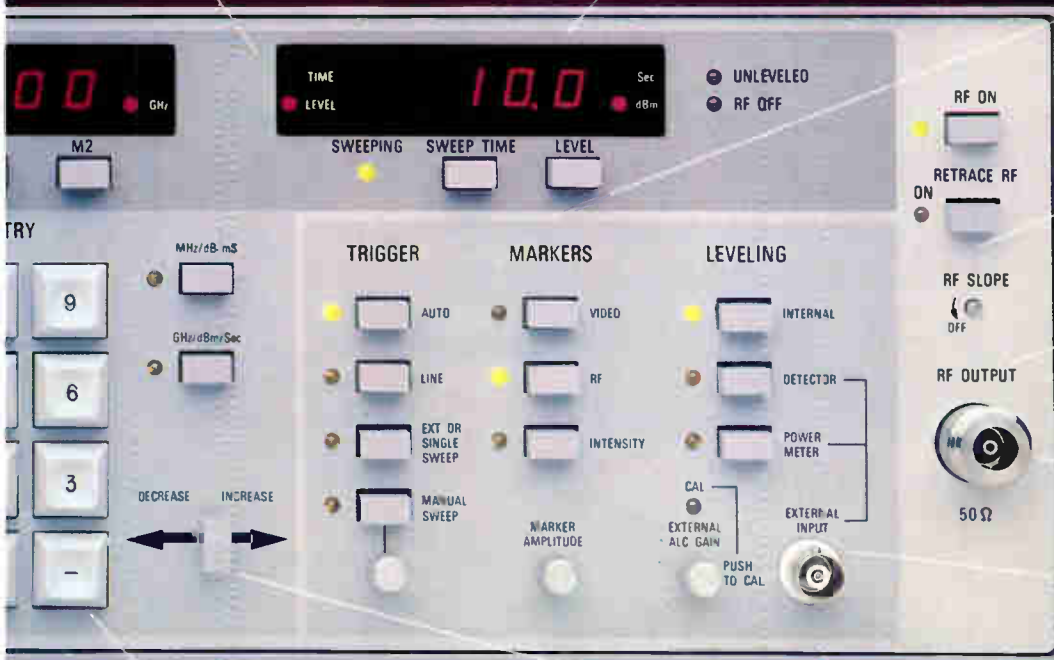 00 GHz
M2
TIME
LEVEL
10.0
Sec
dBm
UNLEVELED
RF OFF
SWEEPING SWEEP TIME LEVEL
RF ON
RETRACE RF
ON
RF SLOPE
OFF
RF OUTPUT
50Ω
TRY
9
6
3
-
MHz/dB-mS
GHz/dBm/Sec
DECREASE INCREASE
TRIGGER
AUTO
LINE
EXT OR
SINGLE
SWEEP
MANUAL
SWEEP
MARKERS
VIDEO
RF
INTENSITY
MARKER
AMPLITUDE
LEVELING
INTERNAL
DETECTOR
POWER
METER
CAL
EXTERNAL
ALC GAIN
PUSH
TO CAL
EXTERNAL
INPUT